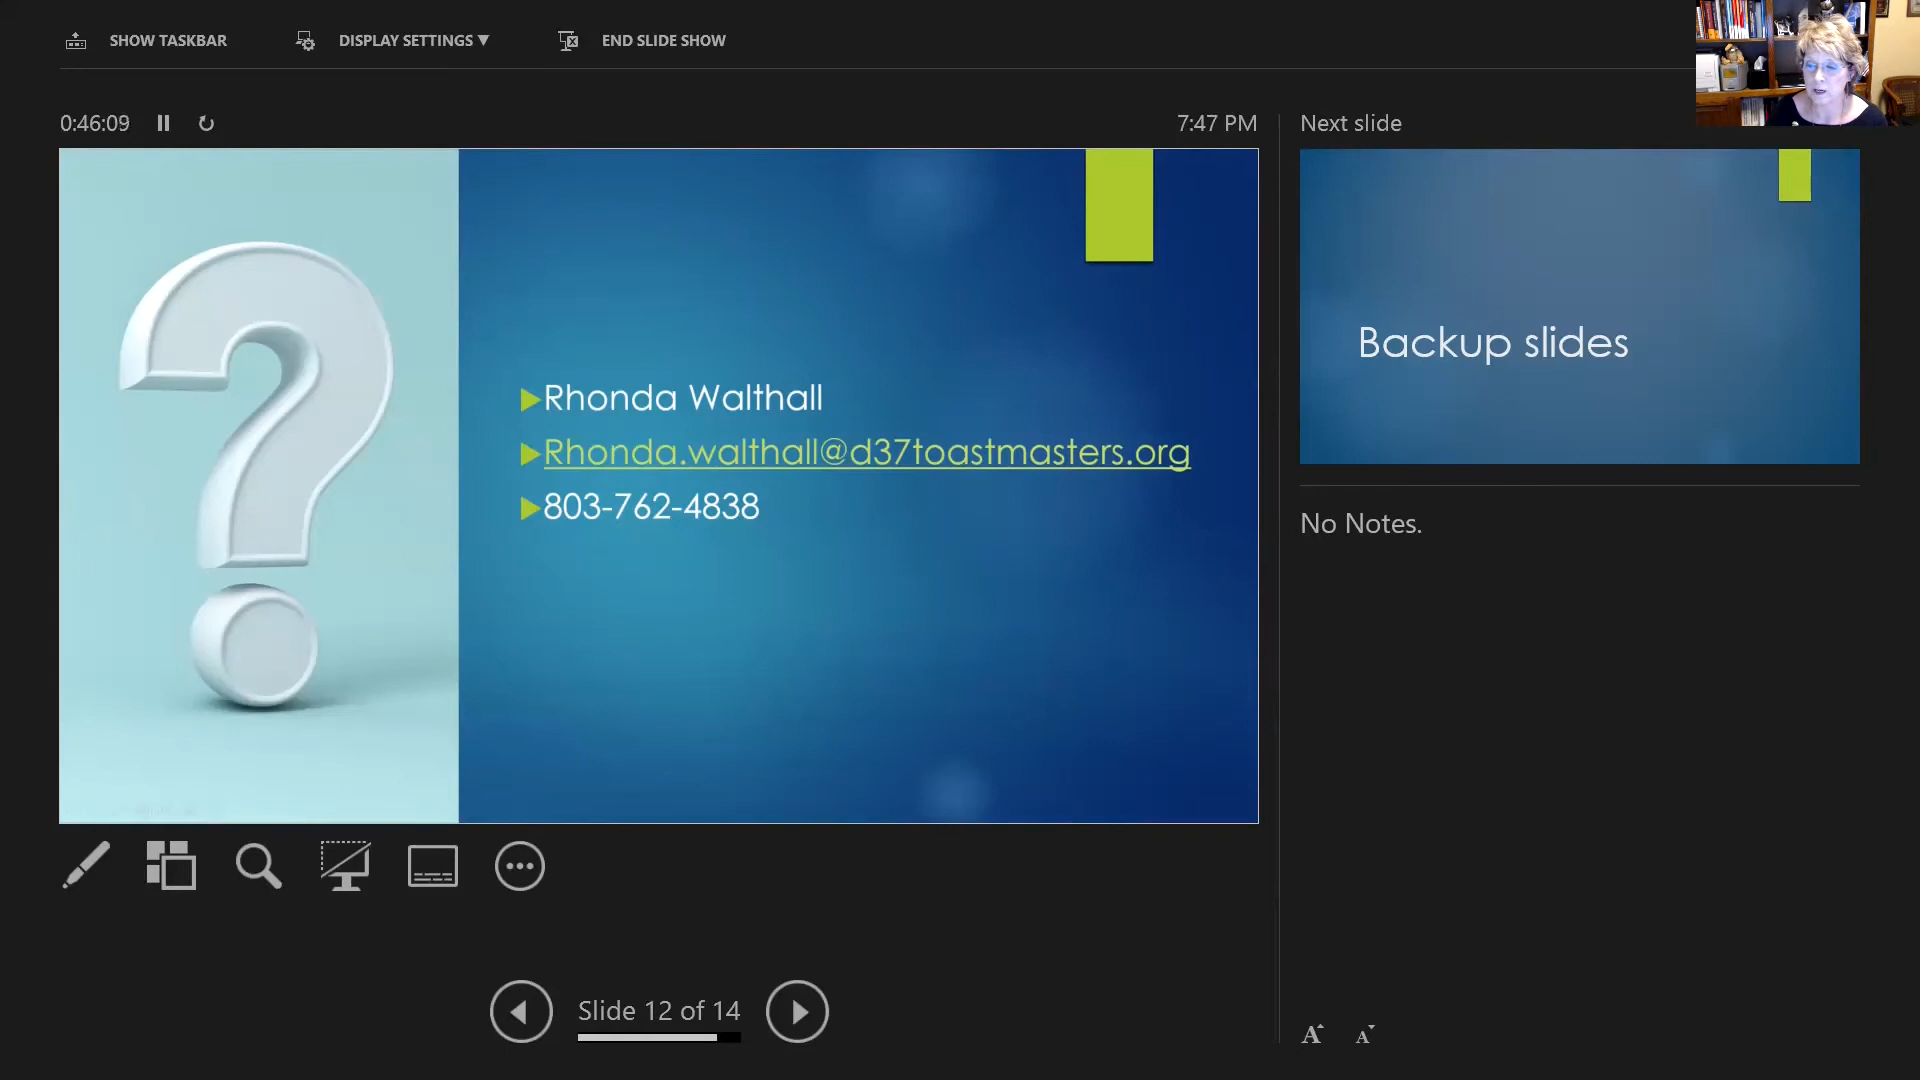 SHOW TASKBAR
DISPLAY SETTINGS ▼
END SLIDE SHOW
0:46:09
7:47 PM
Next slide
Rhonda Walthall
Rhonda.walthall@d37toastmasters.org
803-762-4838
Backup slides
No Notes.
Slide 12 of 14
A A